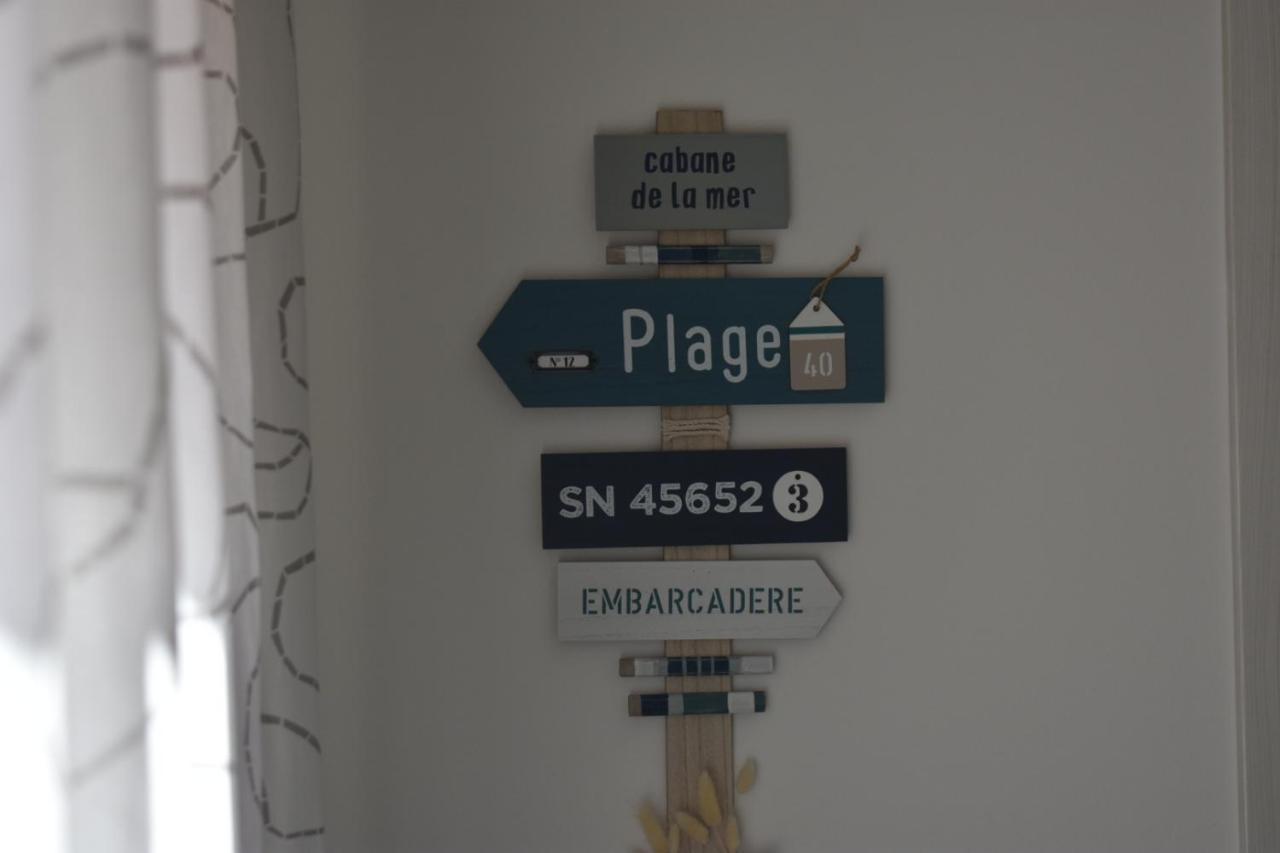 cabane
de la mer
Plage
40
N° 12
SN 45652 3
EMBARCADERE